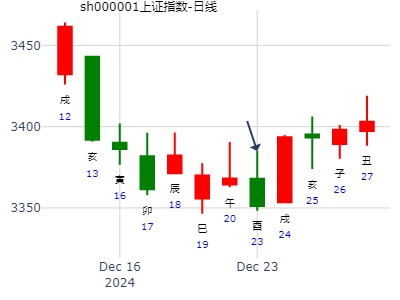 sh000001上证指数-日线
3450
3400
3350
戌
12
亥
13
寅
16
卯
17
辰
18
巳
19
午
20
酉
23
戌
24
亥
25
子
26
丑
27
Dec 16
2024
Dec 23